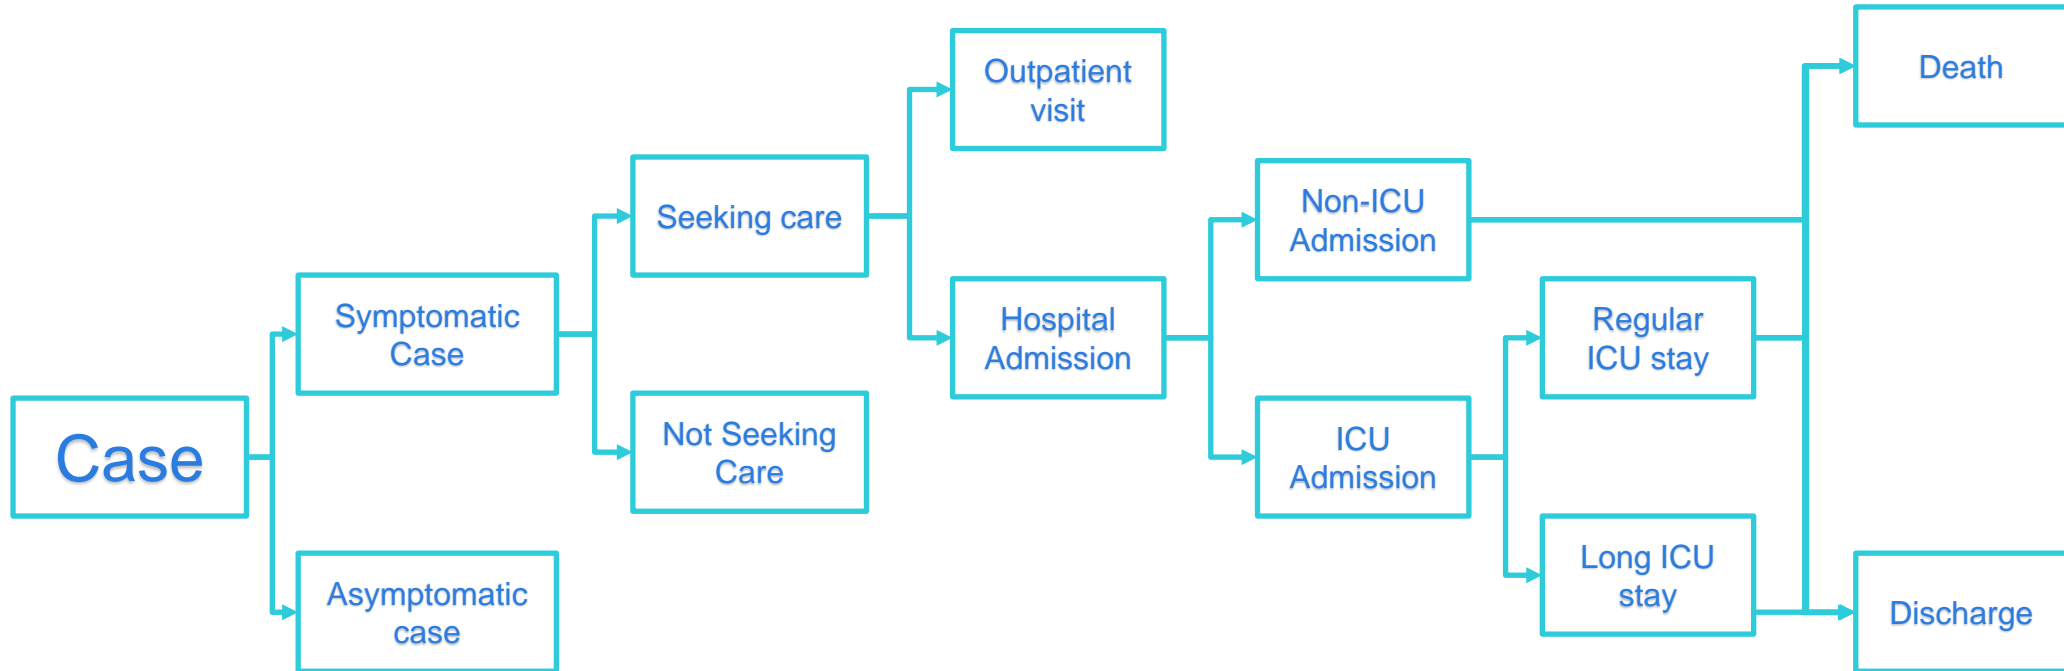 Case
Symptomatic
Case
Asymptomatic
case
Seeking care
Not Seeking
Care
Outpatient
visit
Hospital
Admission
Non-ICU
Admission
ICU
Admission
Regular
ICU stay
Long ICU
stay
Death
Discharge